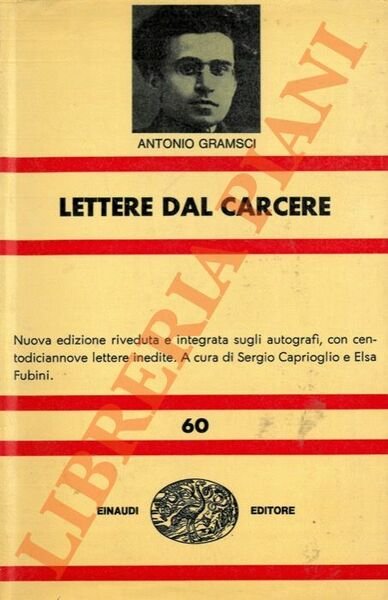 ANTONIO GRAMSCI
LETTERE DAL CARCERE
Nuova edizione riveduta e integrata sugli autografi, con cen-
todiciannove lettere inedite. A cura di Sergio Caprioglio e Elsa
Fubini.
60
EINAUDI EDITORE
LIBRERIA PIANI